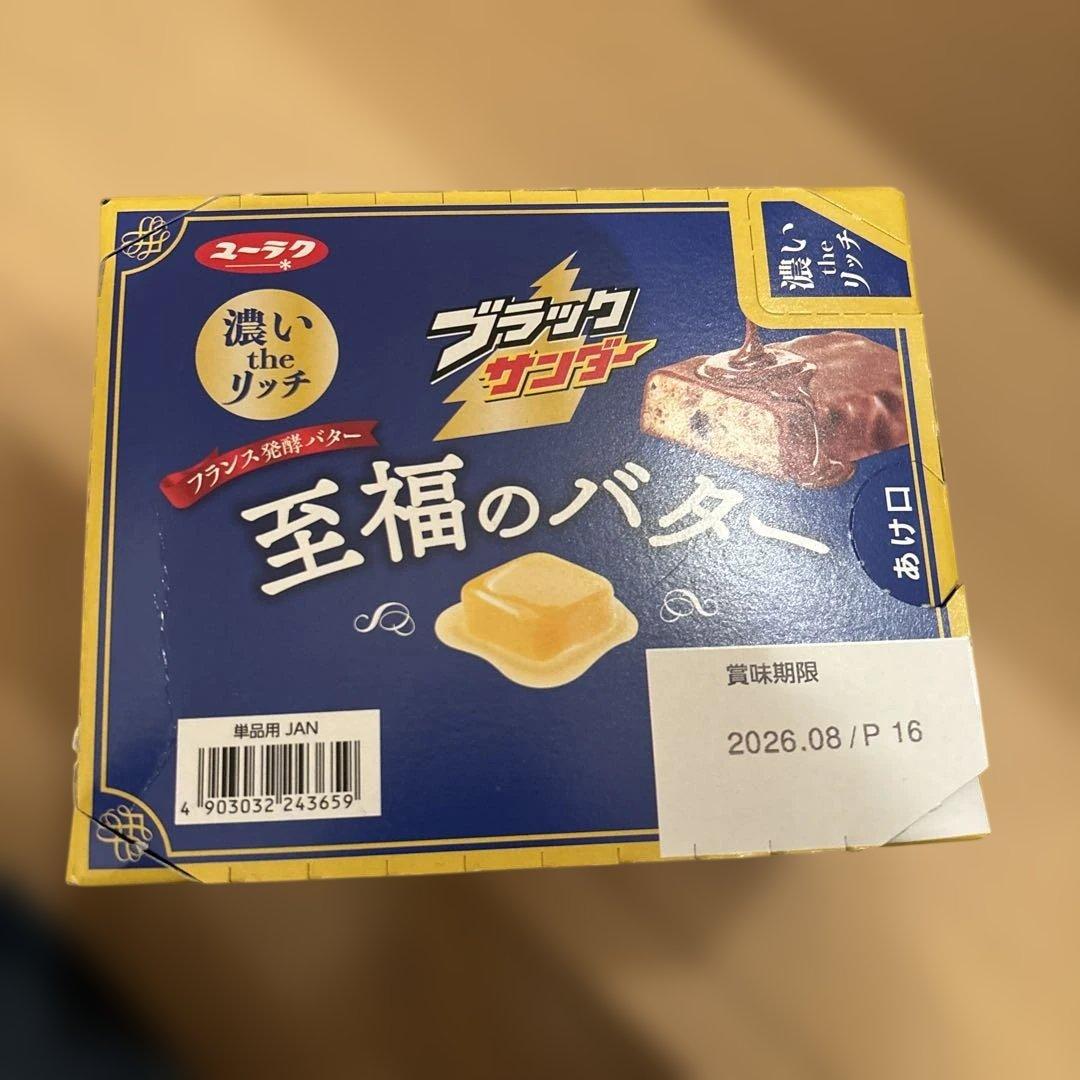 ユーラク
濃い
the
リッチ
ブラック
サンダー
濃い
the
リッチ
フランス発酵バター
至福のバター
あけ口
賞味期限
2026.08/P 16
単品用 JAN
4 903032 243659